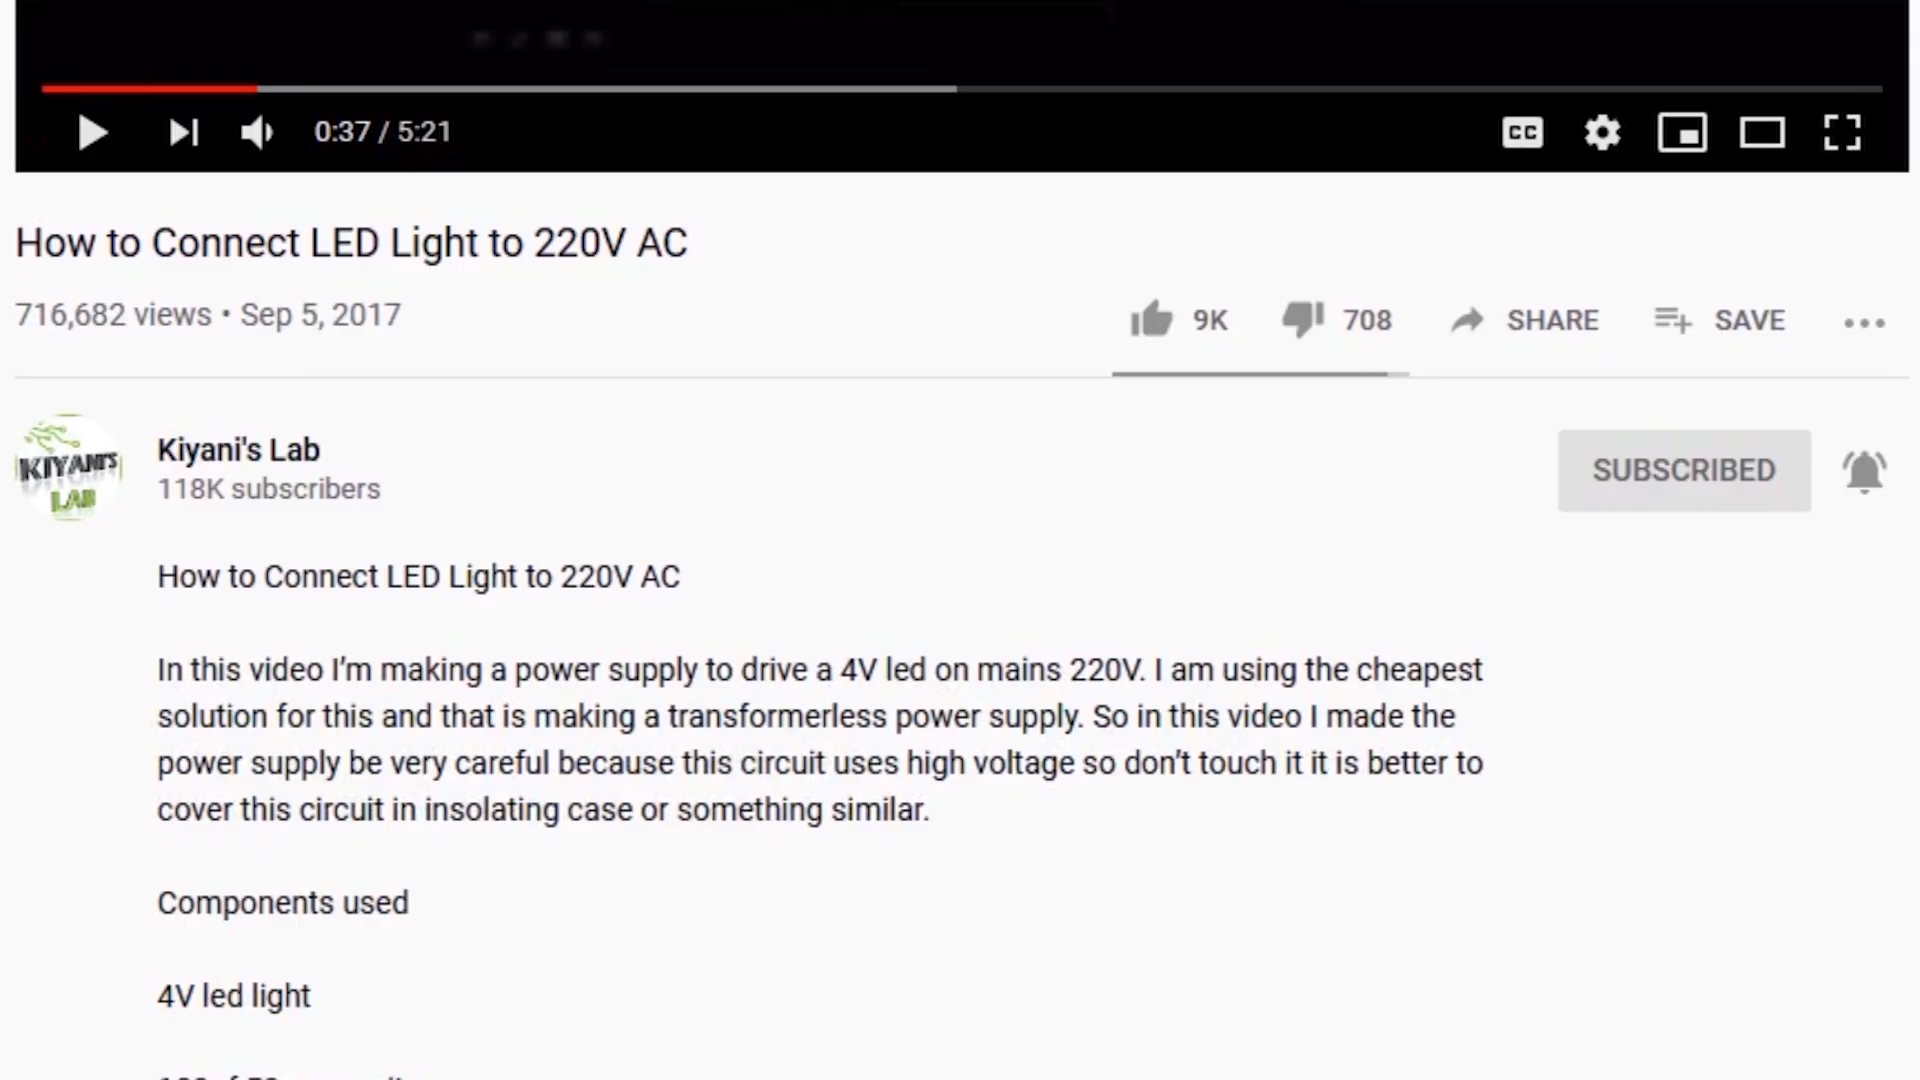 0:37 / 5:21
CC
How to Connect LED Light to 220V AC
716,682 views • Sep 5, 2017
9K 708 SHARE SAVE
KIYANI'S
LAB
Kiyani's Lab
118K subscribers
SUBSCRIBED
How to Connect LED Light to 220V AC
In this video I’m making a power supply to drive a 4V led on mains 220V. I am using the cheapest
solution for this and that is making a transformerless power supply. So in this video I made the
power supply be very careful because this circuit uses high voltage so don’t touch it it is better to
cover this circuit in insolating case or something similar.
Components used
4V led light